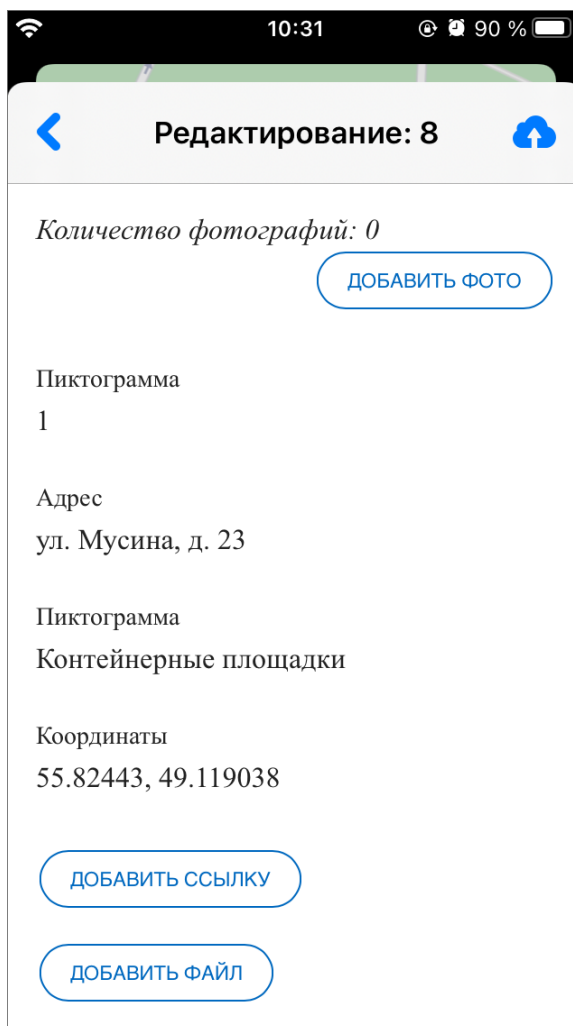 10:31 90 %
Редактирование: 8
Количество фотографий: 0
ДОБАВИТЬ ФОТО
Пиктограмма
1
Адрес
ул. Мусина, д. 23
Пиктограмма
Контейнерные площадки
Координаты
55.82443, 49.119038
ДОБАВИТЬ ССЫЛКУ
ДОБАВИТЬ ФАЙЛ